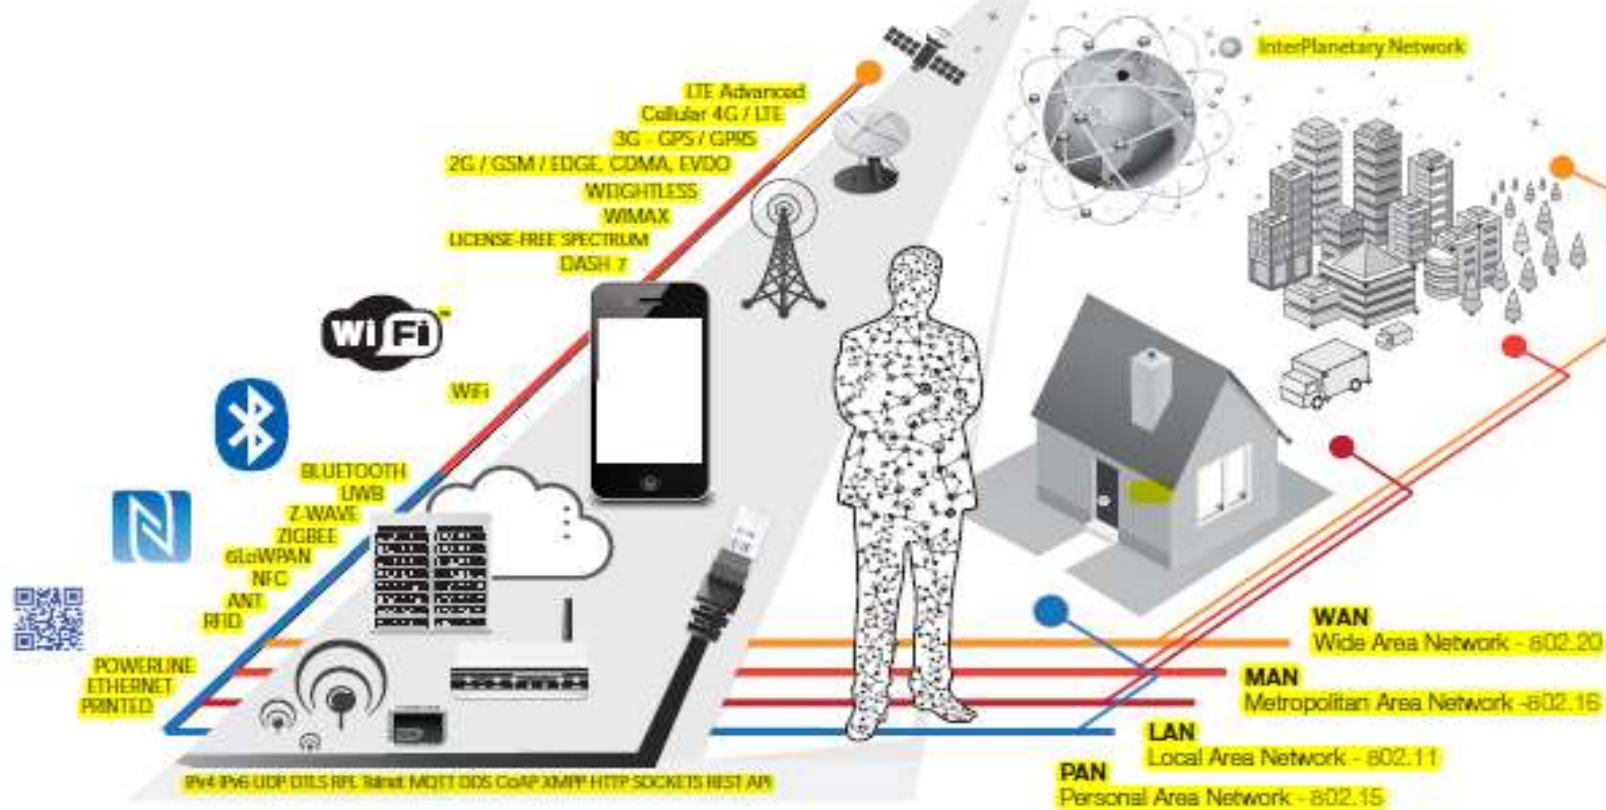 InterPlanetary Network
LTE Advanced
Cellular 4G / LTE
3G - GPS / GPRS
2G / GSM / EDGE, CDMA, EVDO
WEIGHTLESS
WIMAX
LICENSE-FREE SPECTRUM
DASH 7
Wi Fi
WiFi
BLUETOOTH
UWB
Z-WAVE
ZIGBEE
6LoWPAN
NFC
ANT
RFID
POWERLINE
ETHERNET
PRINTED
IPv4 IPv6 UDP DTLS RPL Telnet MQTT DDS CoAP XMPP HTTP SOCKETS REST API
WAN
Wide Area Network - 802.20
MAN
Metropolitan Area Network -802.16
LAN
Local Area Network - 802.11
PAN
Personal Area Network - 802.15